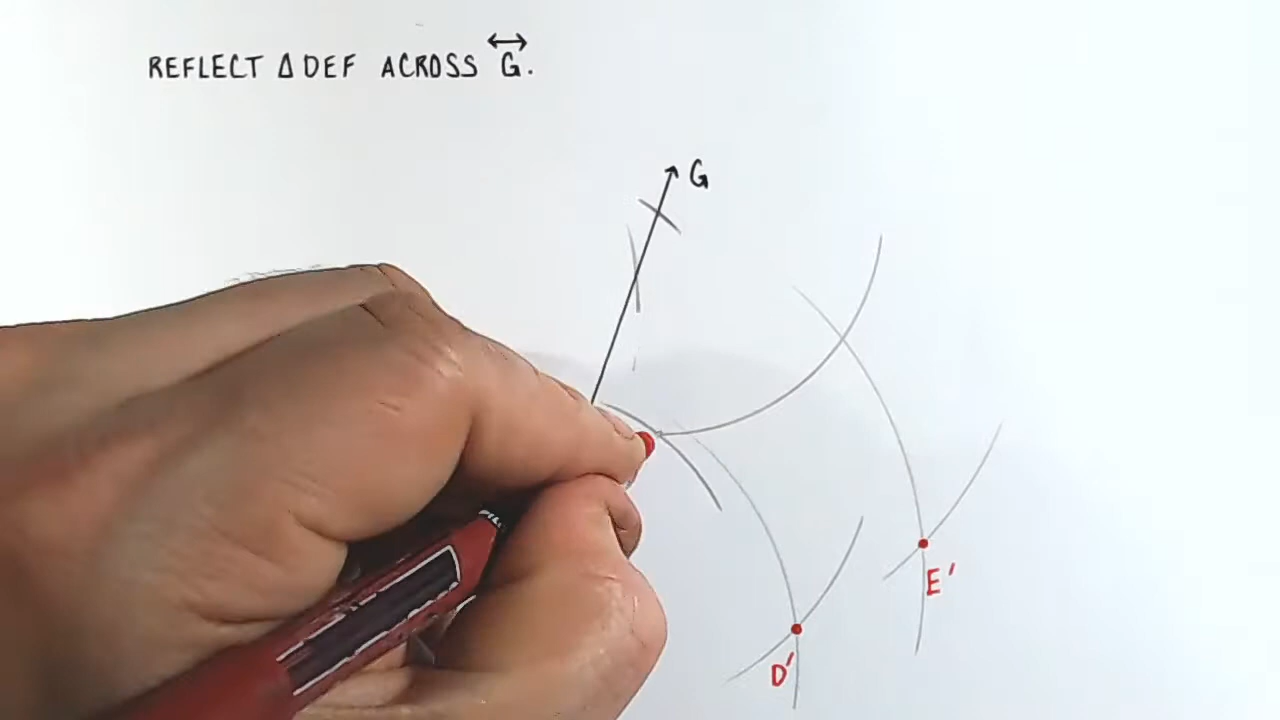 REFLECT Δ DEF ACROSS G.
G
E'
D'